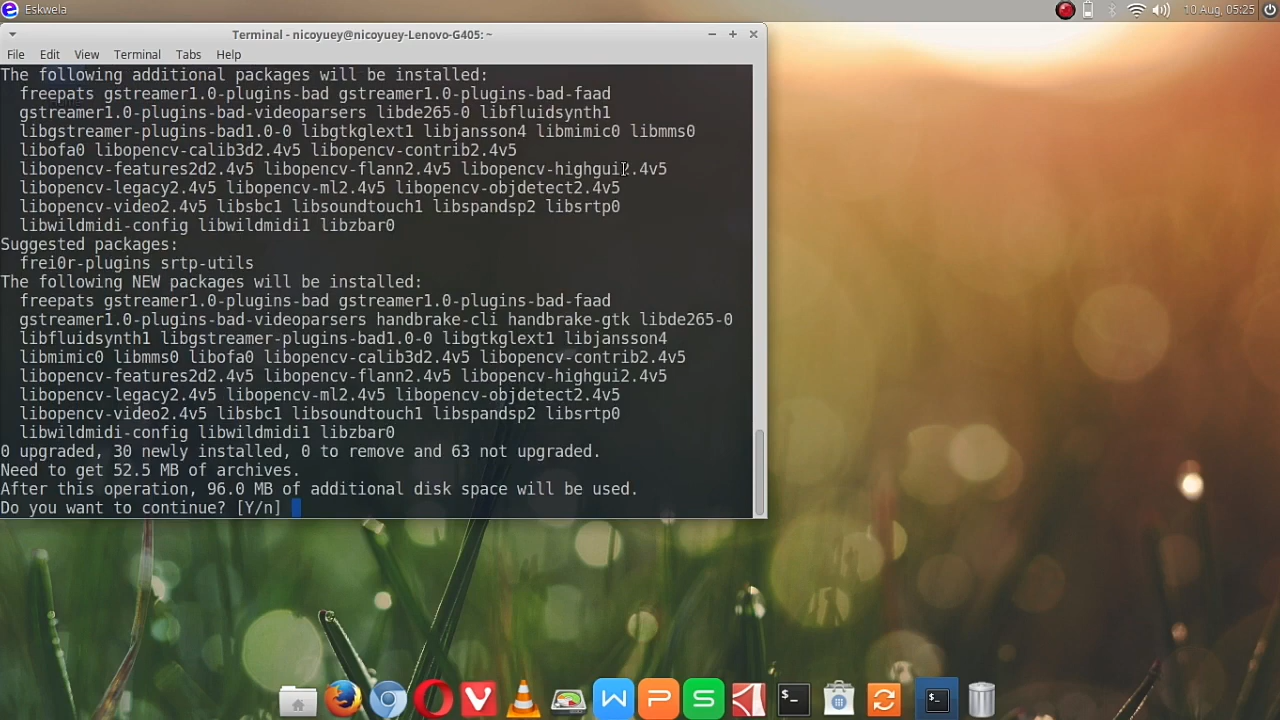 Eskwela
10 Aug, 05:25
Terminal - nicoyuey@nicoyuey-Lenovo-G405: ~
File Edit View Terminal Tabs Help
The following additional packages will be installed:
freepats gstreamer1.0-plugins-bad gstreamer1.0-plugins-bad-faad
gstreamer1.0-plugins-bad-videoparsers libde265-0 libfluidsynth1
libgstreamer-plugins-bad1.0-0 libgtkglext1 libjansson4 libmimic0 libmms0
libofa0 libopencv-calib3d2.4v5 libopencv-contrib2.4v5
libopencv-features2d2.4v5 libopencv-flann2.4v5 libopencv-highgui2.4v5
libopencv-legacy2.4v5 libopencv-ml2.4v5 libopencv-objdetect2.4v5
libopencv-video2.4v5 libsbc1 libsoundtouch1 libspandsp2 libsrtp0
libwildmidi-config libwildmidi1 libzbar0
Suggested packages:
frei0r-plugins srtp-utils
The following NEW packages will be installed:
freepats gstreamer1.0-plugins-bad gstreamer1.0-plugins-bad-faad
gstreamer1.0-plugins-bad-videoparsers handbrake-cli handbrake-gtk libde265-0
libfluidsynth1 libgstreamer-plugins-bad1.0-0 libgtkglext1 libjansson4
libmimic0 libmms0 libofa0 libopencv-calib3d2.4v5 libopencv-contrib2.4v5
libopencv-features2d2.4v5 libopencv-flann2.4v5 libopencv-highgui2.4v5
libopencv-legacy2.4v5 libopencv-ml2.4v5 libopencv-objdetect2.4v5
libopencv-video2.4v5 libsbc1 libsoundtouch1 libspandsp2 libsrtp0
libwildmidi-config libwildmidi1 libzbar0
0 upgraded, 30 newly installed, 0 to remove and 63 not upgraded.
Need to get 52.5 MB of archives.
After this operation, 96.0 MB of additional disk space will be used.
Do you want to continue? [Y/n]